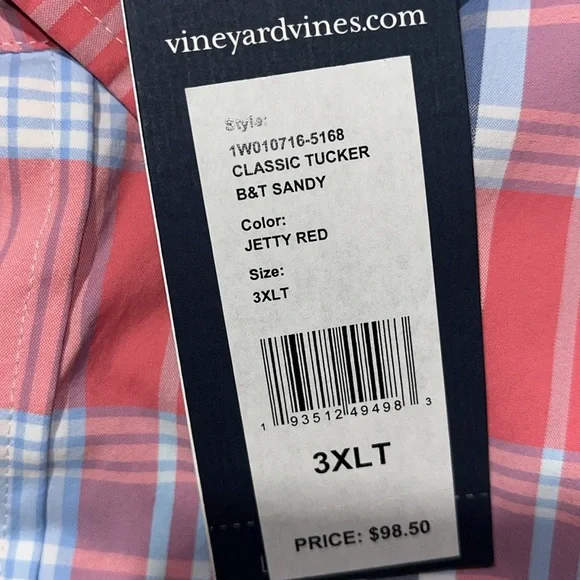 vineyardvines.com
Style:
1W010716-5168
CLASSIC TUCKER
B&T SANDY
Color:
JETTY RED
Size:
3XLT
1 93512 49498 3
3XLT
PRICE: $98.50